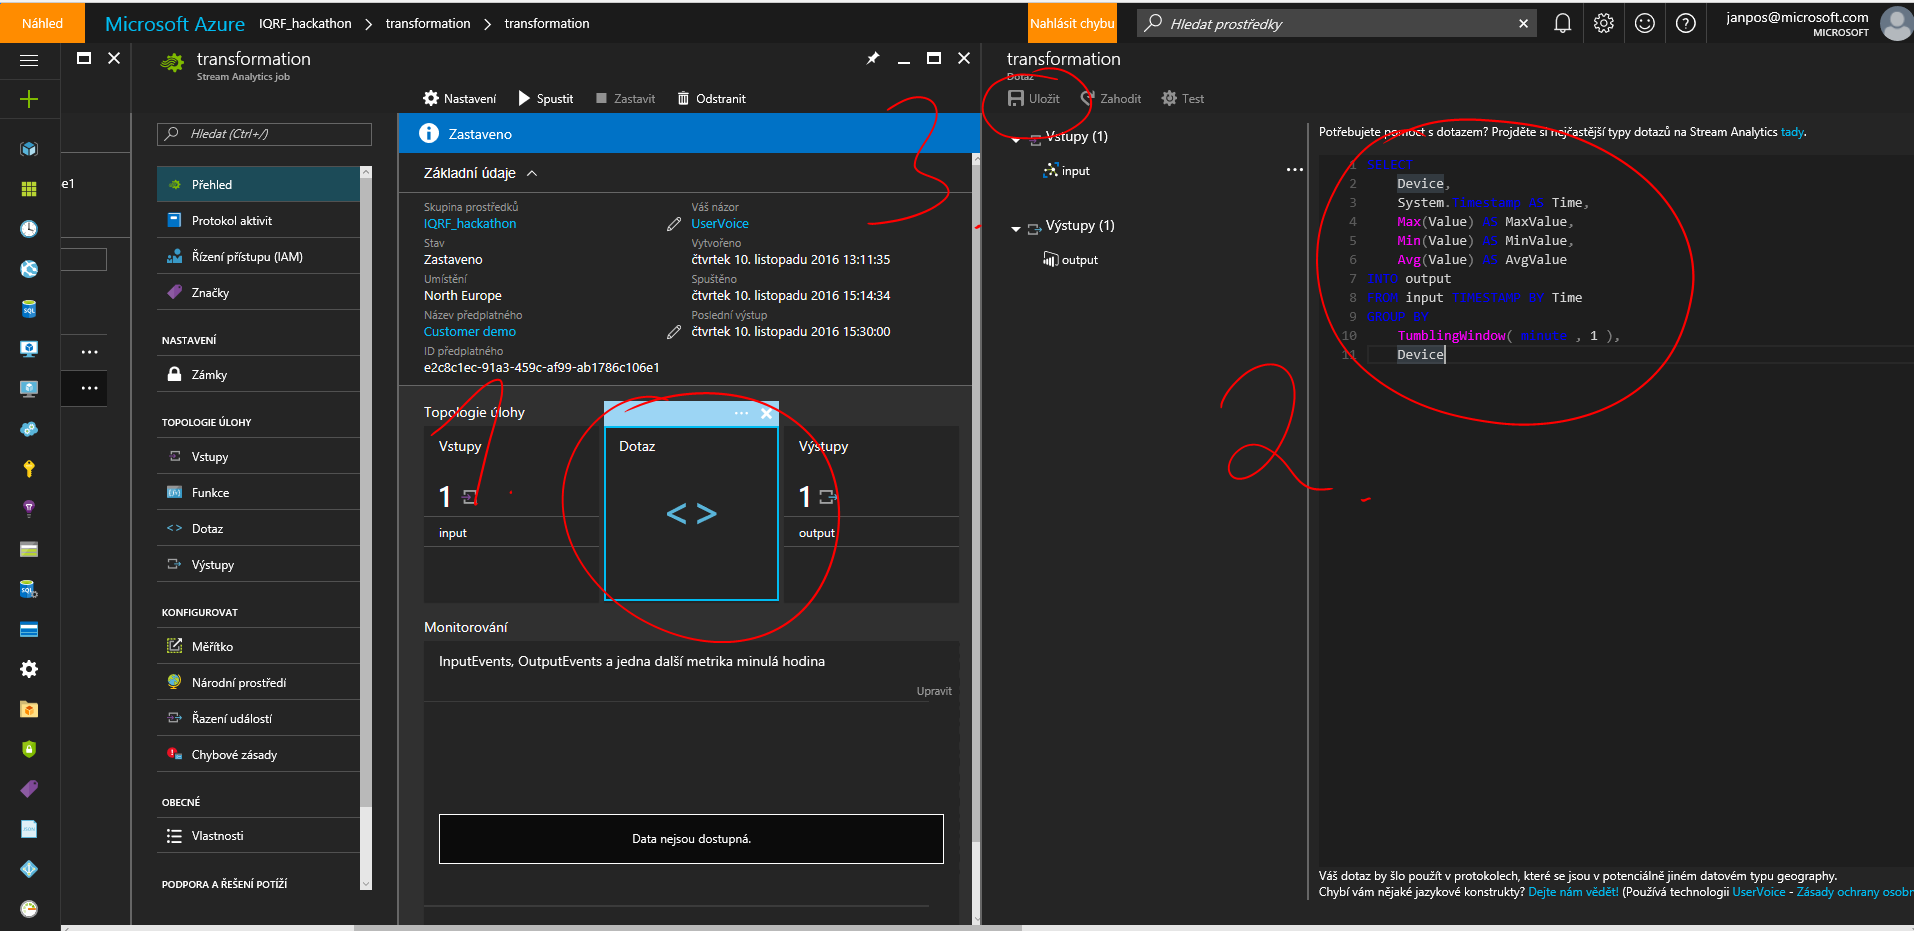 Náhled
Microsoft Azure
IQRF_hackathon > transformation > transformation
Nahlásit chybu
Hledat prostředky
janpos@microsoft.com
MICROSOFT
e1
transformation
Stream Analytics job
Hledat (Ctrl+/)
Přehled
Protokol aktivit
Řízení přístupu (IAM)
Značky
NASTAVENÍ
Zámky
TOPOLOGIE ÚLOHY
Vstupy
Funkce
Dotaz
Výstupy
KONFIGUROVAT
Měřítko
Národní prostředí
Řazení událostí
Chybové zásady
OBECNÉ
Vlastnosti
PODPORA A ŘEŠENÍ POTÍŽÍ
Nastavení
Spustit
Zastavit
Odstranit
Zastaveno
Základní údaje
Skupina prostředků
IQRF_hackathon
Stav
Zastaveno
Umístění
North Europe
Název předplatného
Customer demo
ID předplatného
e2c8c1ec-91a3-459c-af99-ab1786c106e1
Váš názor
UserVoice
Vytvořeno
čtvrtek 10. listopadu 2016 13:11:35
Spuštěno
čtvrtek 10. listopadu 2016 15:14:34
Poslední výstup
čtvrtek 10. listopadu 2016 15:30:00
Topologie úlohy
Vstupy
1
input
Dotaz
< >
Výstupy
1
output
1.
2.
3.
Monitorování
InputEvents, OutputEvents a jedna další metrika minulá hodina
Upravit
Data nejsou dostupná.
transformation
Dotaz
Uložit
Zahodit
Test
Vstupy (1)
input
Výstupy (1)
output
Potřebujete pomoct s dotazem? Projděte si nejčastější typy dotazů na Stream Analytics tady.
1 SELECT
2 Device,
3 System.Timestamp AS Time,
4 Max(Value) AS MaxValue,
5 Min(Value) AS MinValue,
6 Avg(Value) AS AvgValue
7 INTO output
8 FROM input TIMESTAMP BY Time
9 GROUP BY
10 TumblingWindow( minute , 1 ),
11 Device
Váš dotaz by šlo použít v protokolech, které se jsou v potenciálně jiném datovém typu geography.
Chybí vám nějaké jazykové konstrukty? Dejte nám vědět! (Používá technologii UserVoice - Zásady ochrany osobn